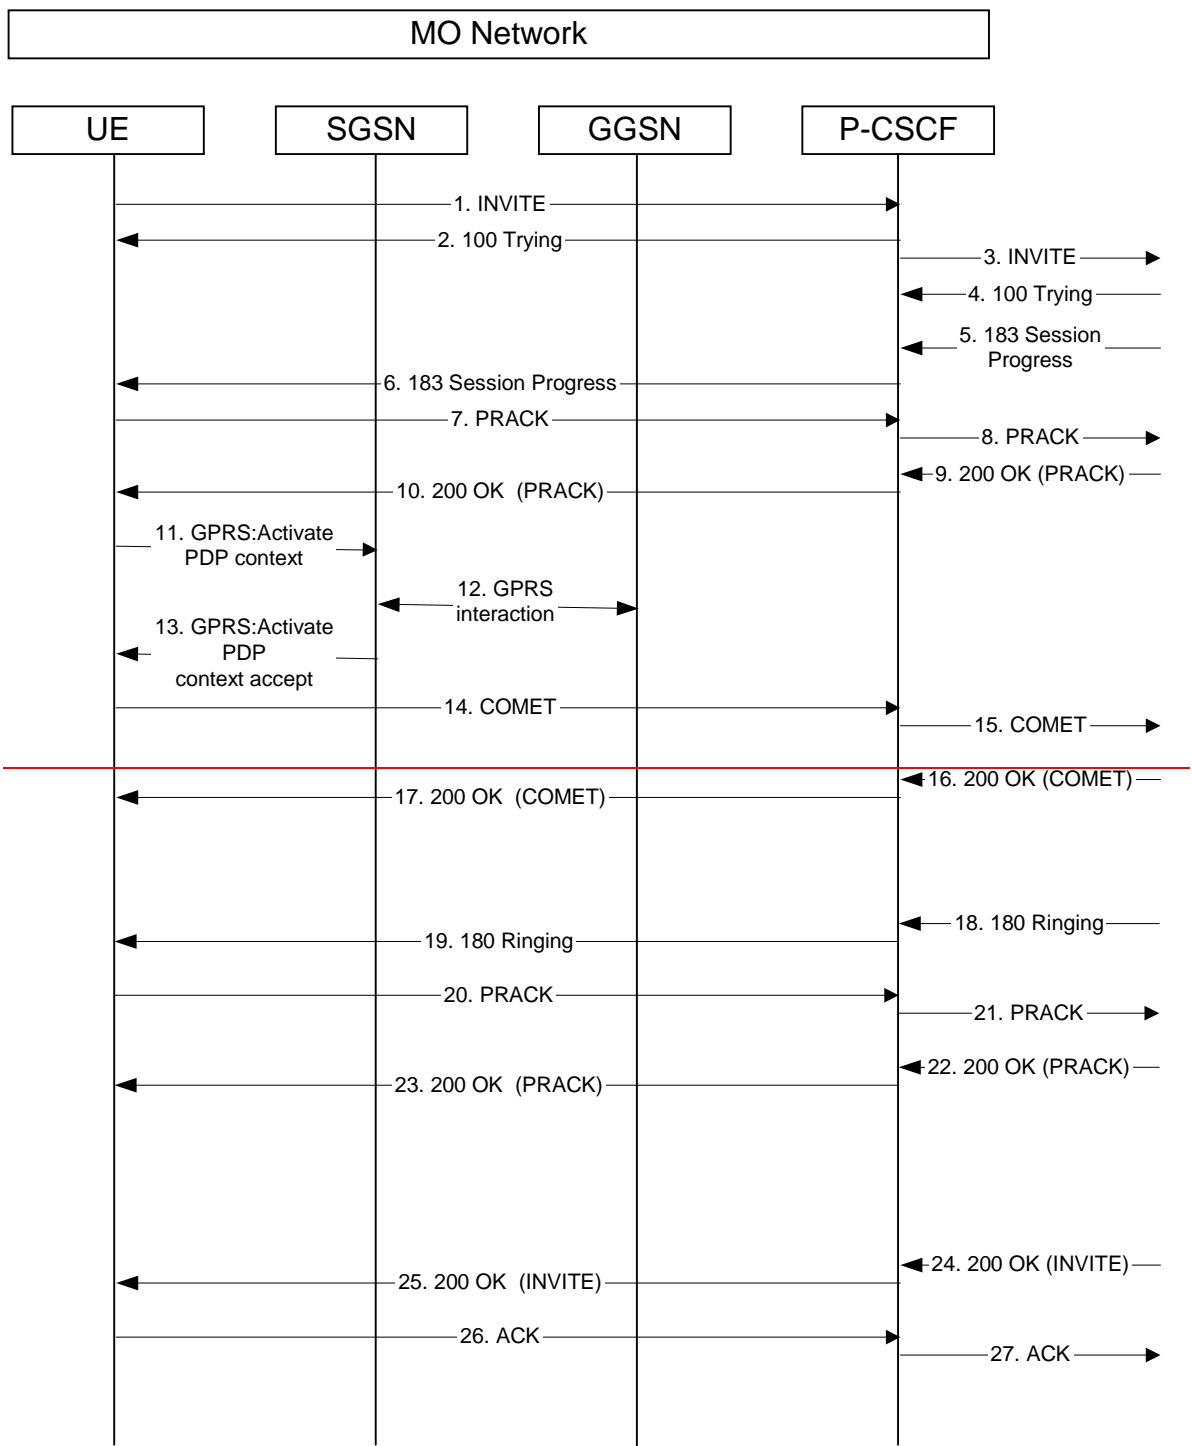 MO Network
UE
SGSN
GGSN
P-CSCF
1. INVITE
2. 100 Trying
3. INVITE
4. 100 Trying
5. 183 Session
Progress
6. 183 Session Progress
7. PRACK
8. PRACK
9. 200 OK (PRACK)
10. 200 OK (PRACK)
11. GPRS:Activate
PDP context
12. GPRS
interaction
13. GPRS:Activate
PDP
context accept
14. COMET
15. COMET
16. 200 OK (COMET)
17. 200 OK (COMET)
18. 180 Ringing
19. 180 Ringing
20. PRACK
21. PRACK
22. 200 OK (PRACK)
23. 200 OK (PRACK)
24. 200 OK (INVITE)
25. 200 OK (INVITE)
26. ACK
27. ACK